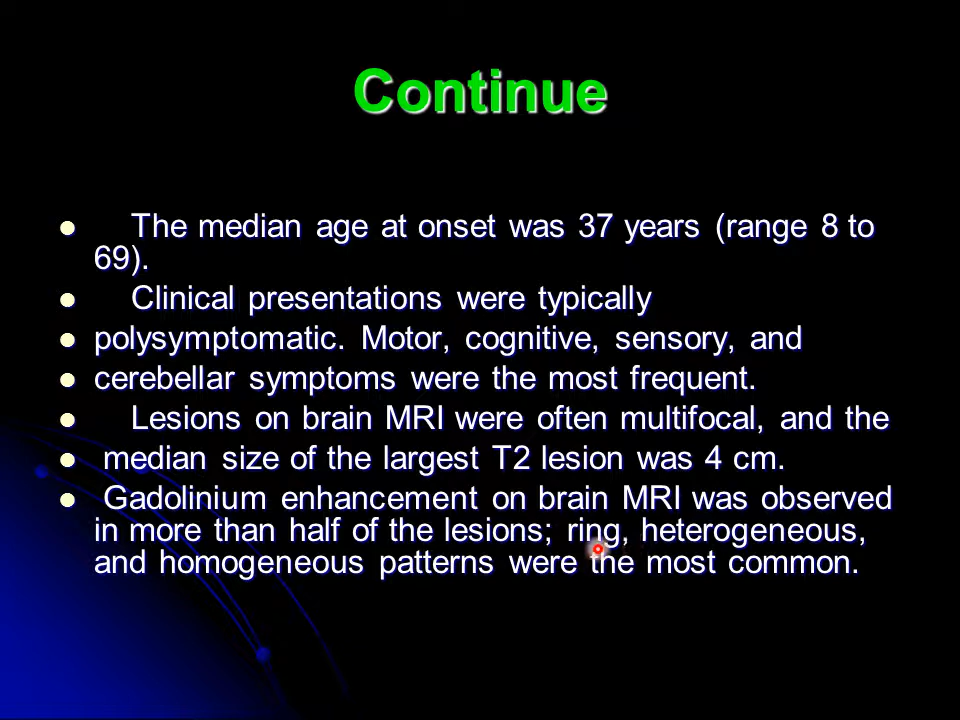 Continue
The median age at onset was 37 years (range 8 to
69).
Clinical presentations were typically
polysymptomatic. Motor, cognitive, sensory, and
cerebellar symptoms were the most frequent.
Lesions on brain MRI were often multifocal, and the
median size of the largest T2 lesion was 4 cm.
Gadolinium enhancement on brain MRI was observed
in more than half of the lesions; ring, heterogeneous,
and homogeneous patterns were the most common.